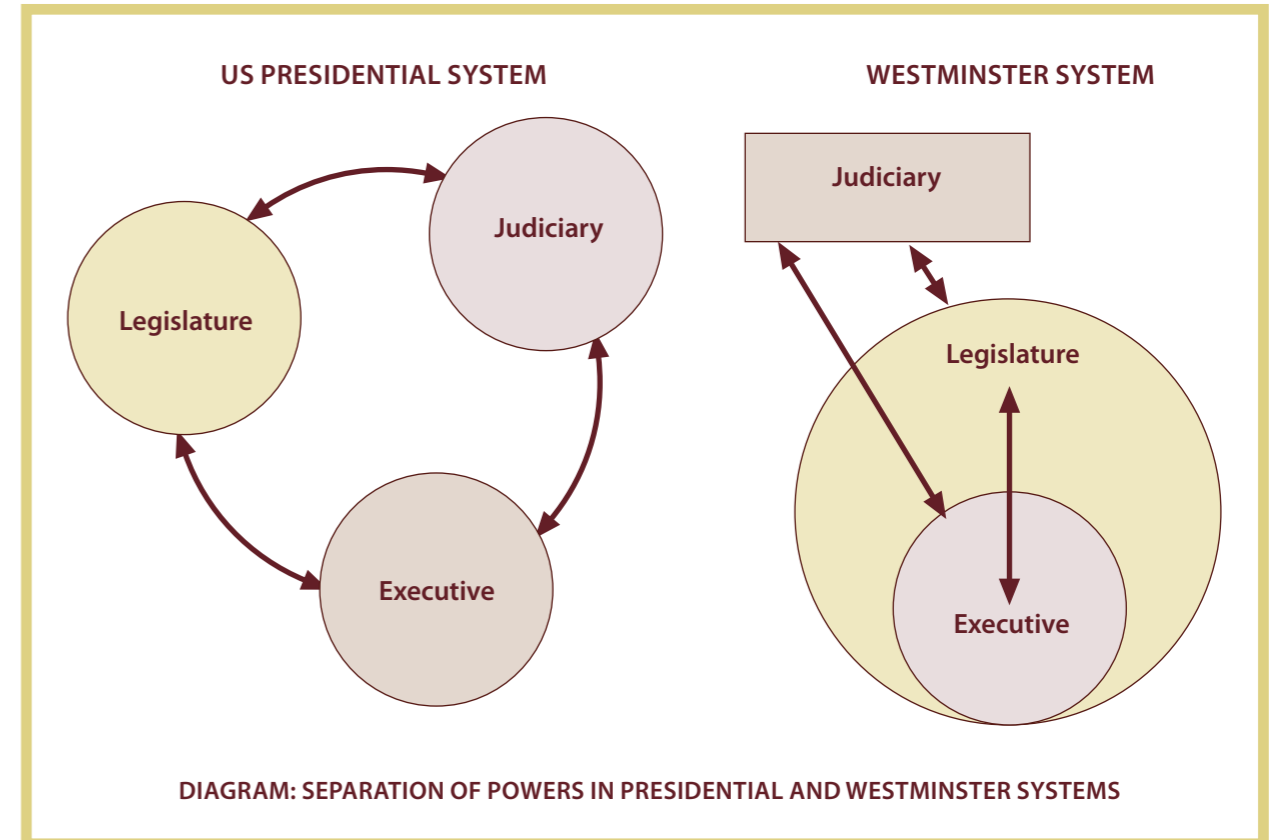 US PRESIDENTIAL SYSTEM
Judiciary
Legislature
Executive
WESTMINSTER SYSTEM
Judiciary
Legislature
Executive
DIAGRAM: SEPARATION OF POWERS IN PRESIDENTIAL AND WESTMINSTER SYSTEMS